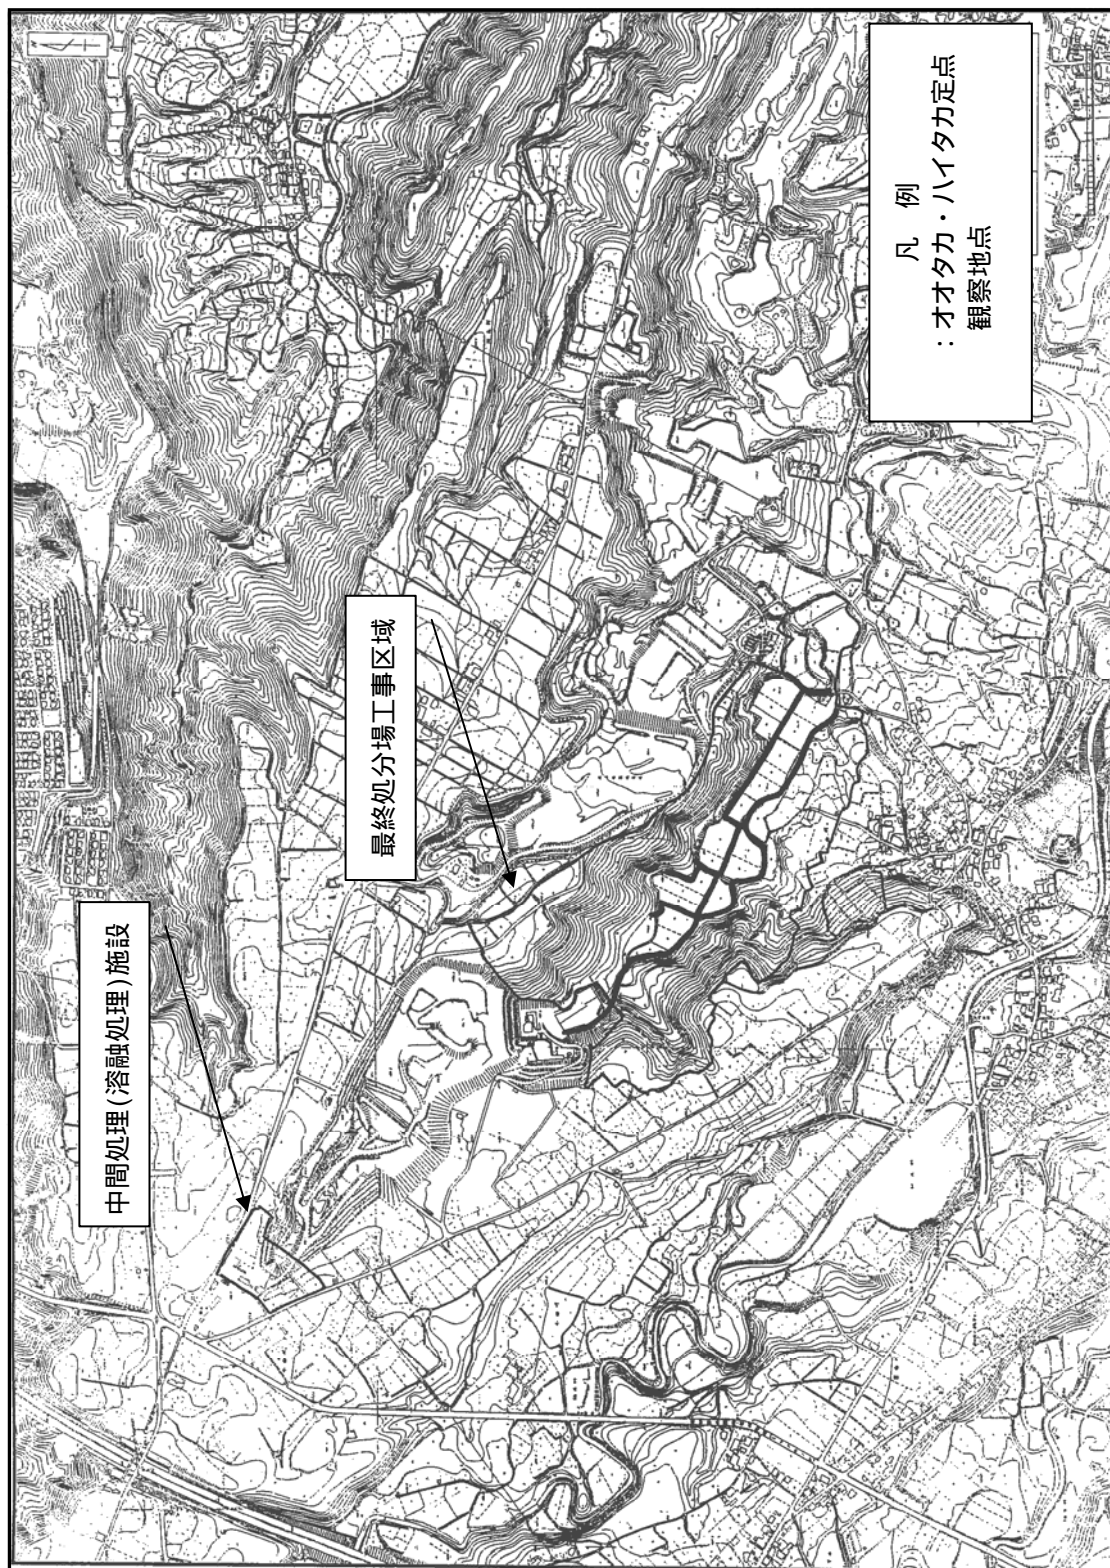 中間処理(溶融処理)施設
最終処分場工事区域
凡　例
：オオタカ・ハイタカ定点
観察地点